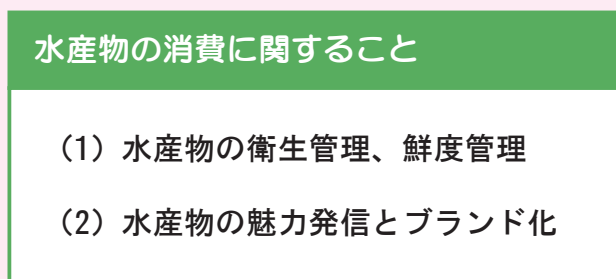 水産物の消費に関すること
（1）水産物の衛生管理、鮮度管理
（2）水産物の魅力発信とブランド化